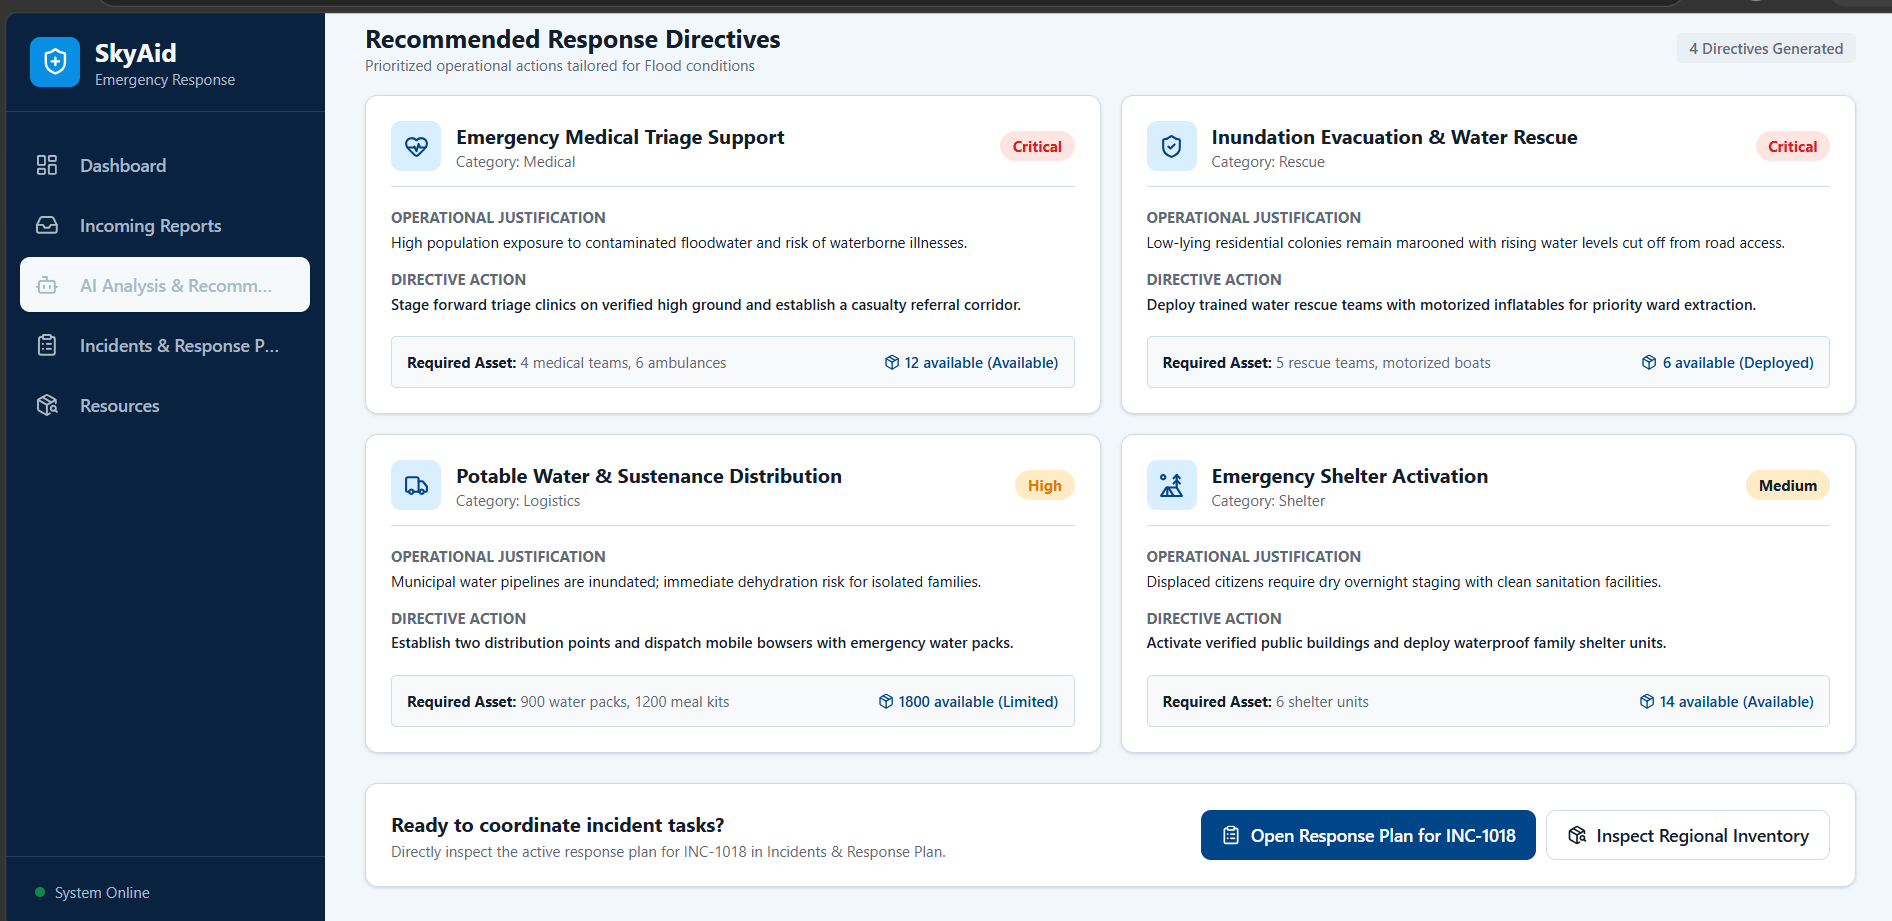 SkyAid
Emergency Response
Dashboard
Incoming Reports
AI Analysis & Recomm...
Incidents & Response P...
Resources
System Online
Recommended Response Directives
Prioritized operational actions tailored for Flood conditions
4 Directives Generated
Emergency Medical Triage Support
Category: Medical
Critical
OPERATIONAL JUSTIFICATION
High population exposure to contaminated floodwater and risk of waterborne illnesses.
DIRECTIVE ACTION
Stage forward triage clinics on verified high ground and establish a casualty referral corridor.
Required Asset: 4 medical teams, 6 ambulances
12 available (Available)
Inundation Evacuation & Water Rescue
Category: Rescue
Critical
OPERATIONAL JUSTIFICATION
Low-lying residential colonies remain marooned with rising water levels cut off from road access.
DIRECTIVE ACTION
Deploy trained water rescue teams with motorized inflatables for priority ward extraction.
Required Asset: 5 rescue teams, motorized boats
6 available (Deployed)
Potable Water & Sustenance Distribution
Category: Logistics
High
OPERATIONAL JUSTIFICATION
Municipal water pipelines are inundated; immediate dehydration risk for isolated families.
DIRECTIVE ACTION
Establish two distribution points and dispatch mobile bowsers with emergency water packs.
Required Asset: 900 water packs, 1200 meal kits
1800 available (Limited)
Emergency Shelter Activation
Category: Shelter
Medium
OPERATIONAL JUSTIFICATION
Displaced citizens require dry overnight staging with clean sanitation facilities.
DIRECTIVE ACTION
Activate verified public buildings and deploy waterproof family shelter units.
Required Asset: 6 shelter units
14 available (Available)
Ready to coordinate incident tasks?
Directly inspect the active response plan for INC-1018 in Incidents & Response Plan.
Open Response Plan for INC-1018
Inspect Regional Inventory